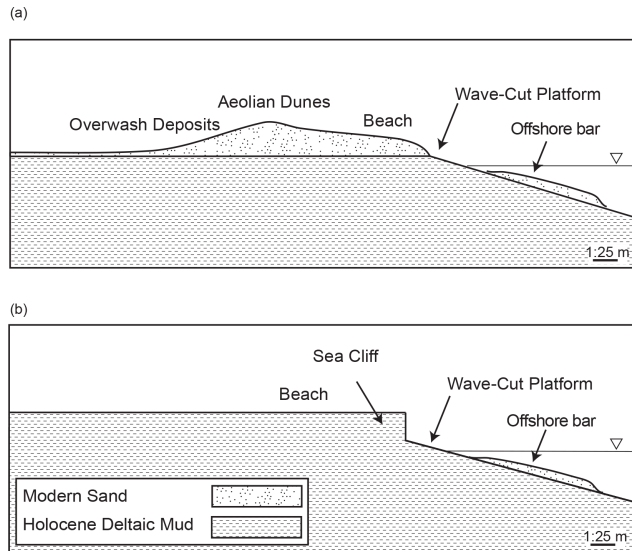 (a)
Aeolian Dunes
Overwash Deposits
Beach
Wave-Cut Platform
Offshore bar
1:25 m
(b)
Sea Cliff
Beach
Wave-Cut Platform
Offshore bar
Modern Sand
Holocene Deltaic Mud
1:25 m